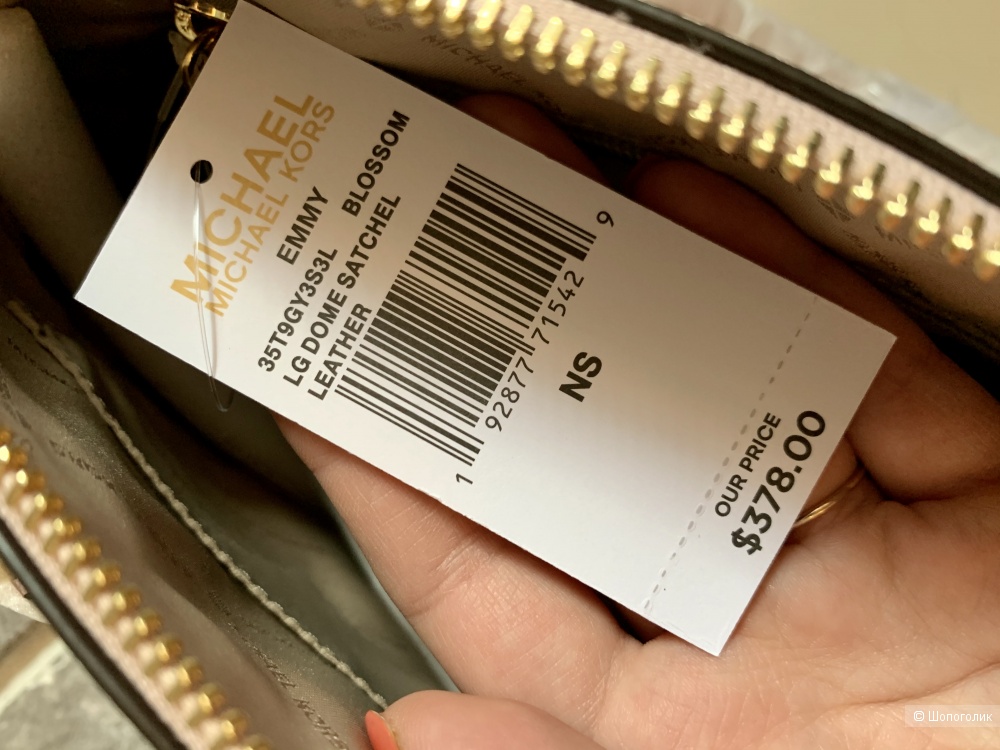 MICHAEL
MICHAEL KORS
EMMY
35T9GY3S3L BLOSSOM
LG DOME SATCHEL
LEATHER
1 92877 71542 9
NS
OUR PRICE
$378.00
MICHAEL
© Шопоголик